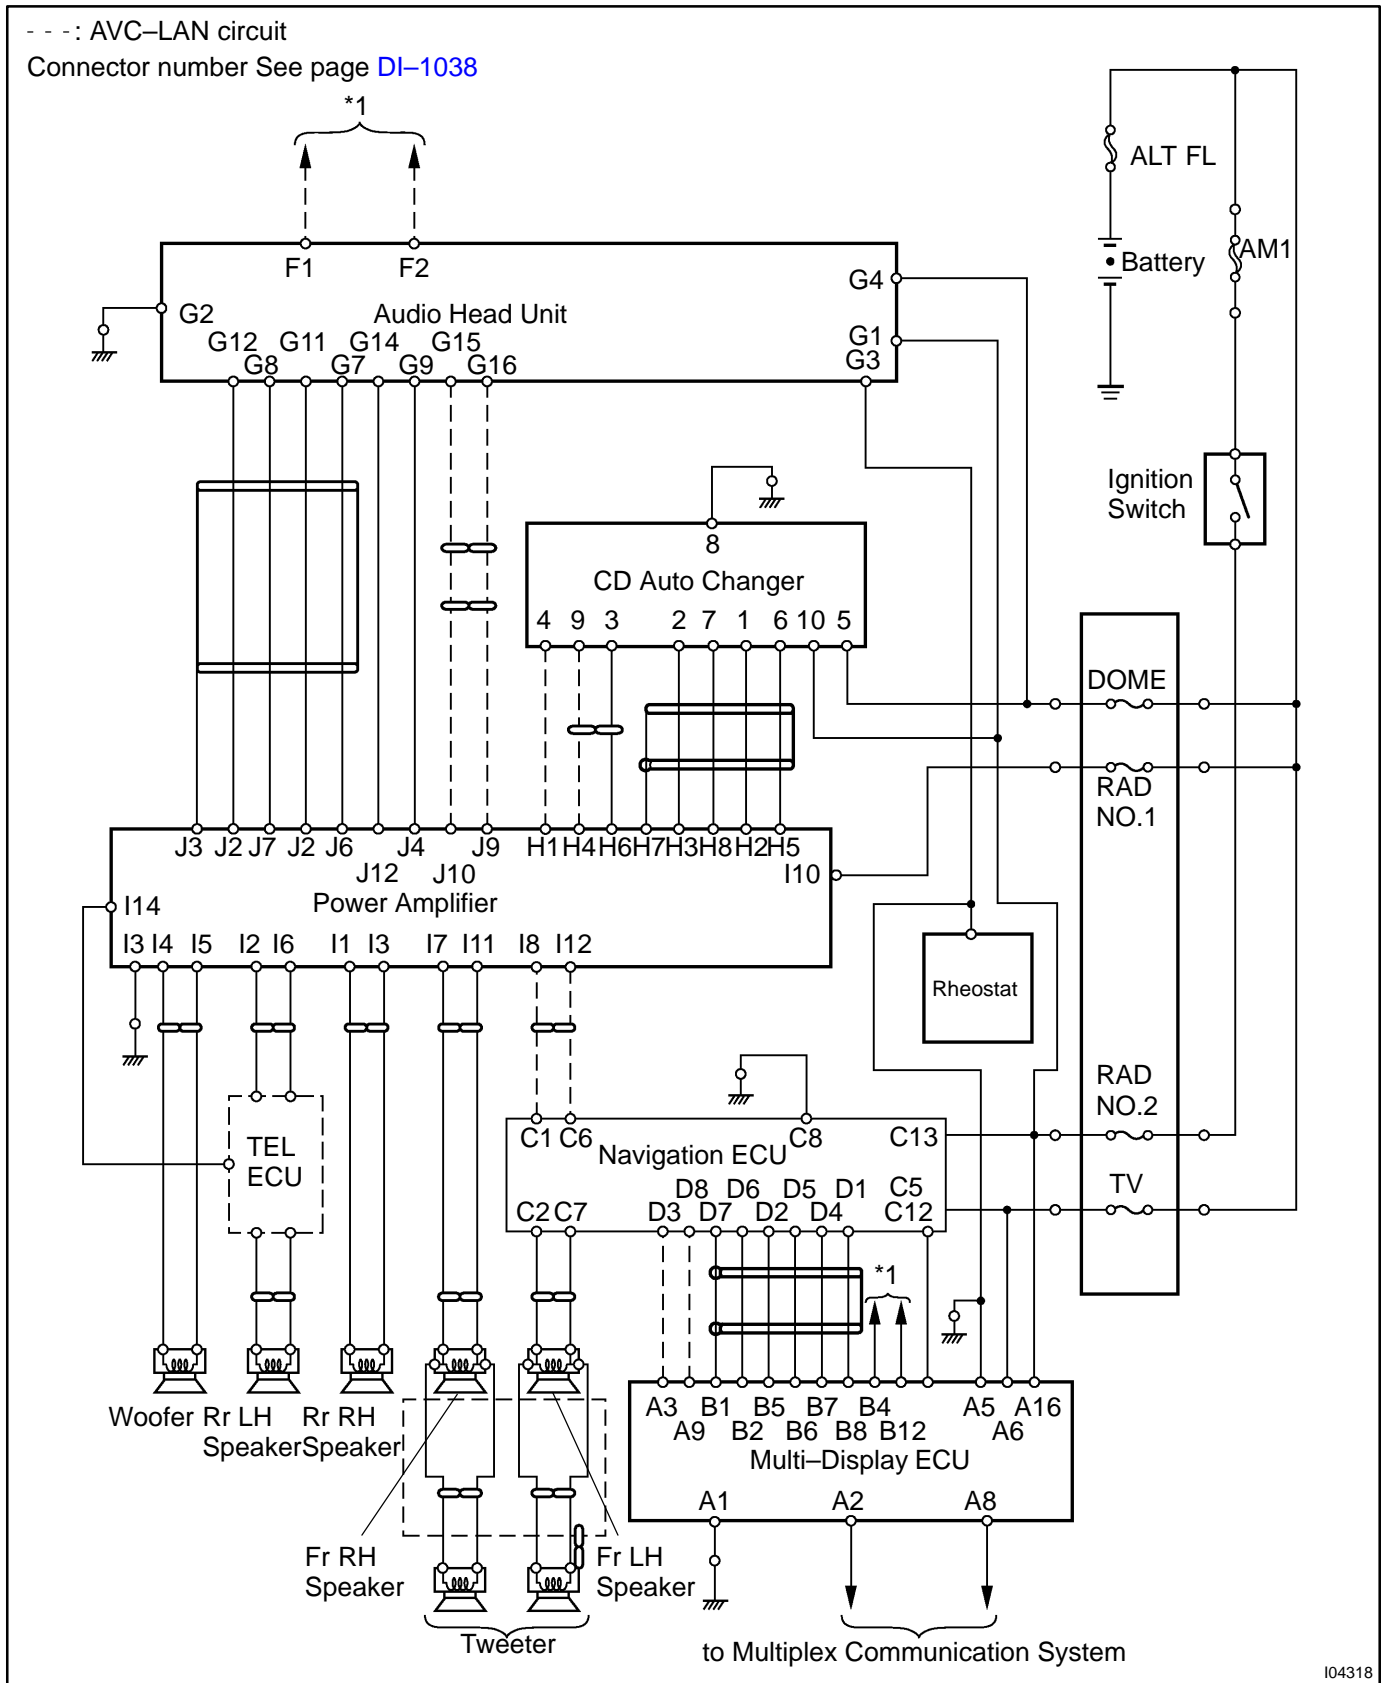 - - -: AVC–LAN circuit
Connector number See page DI–1038
*1
ALT FL
Battery
AM1
F1 F2
G4
G2
Audio Head Unit
G1
G12 G11 G14 G15
G8 G7 G9 G16
G3
Ignition
Switch
8
CD Auto Changer
4 9 3 2 7 1 6 10 5
DOME
RAD
NO.1
J3 J2 J7 J2 J6 J4 J9 H1 H4 H6 H7 H3 H8 H2 H5
J12 J10
I10
Power Amplifier
I14
I3 I4 I5 I2 I6 I1 I3 I7 I11 I8 I12
Rheostat
RAD
NO.2
TEL
ECU
C1 C6 C8 C13
Navigation ECU
D8 D6 D5 D1 C5
C2 C7 D3 D7 D2 D4 C12
TV
*1
A3 B1 B5 B7 B4 A5 A16
A9 B2 B6 B8 B12 A6
Multi–Display ECU
Woofer
Rr LH
Speaker
Rr RH
Speaker
A1 A2 A8
Fr RH
Speaker
Fr LH
Speaker
Tweeter
to Multiplex Communication System
I04318